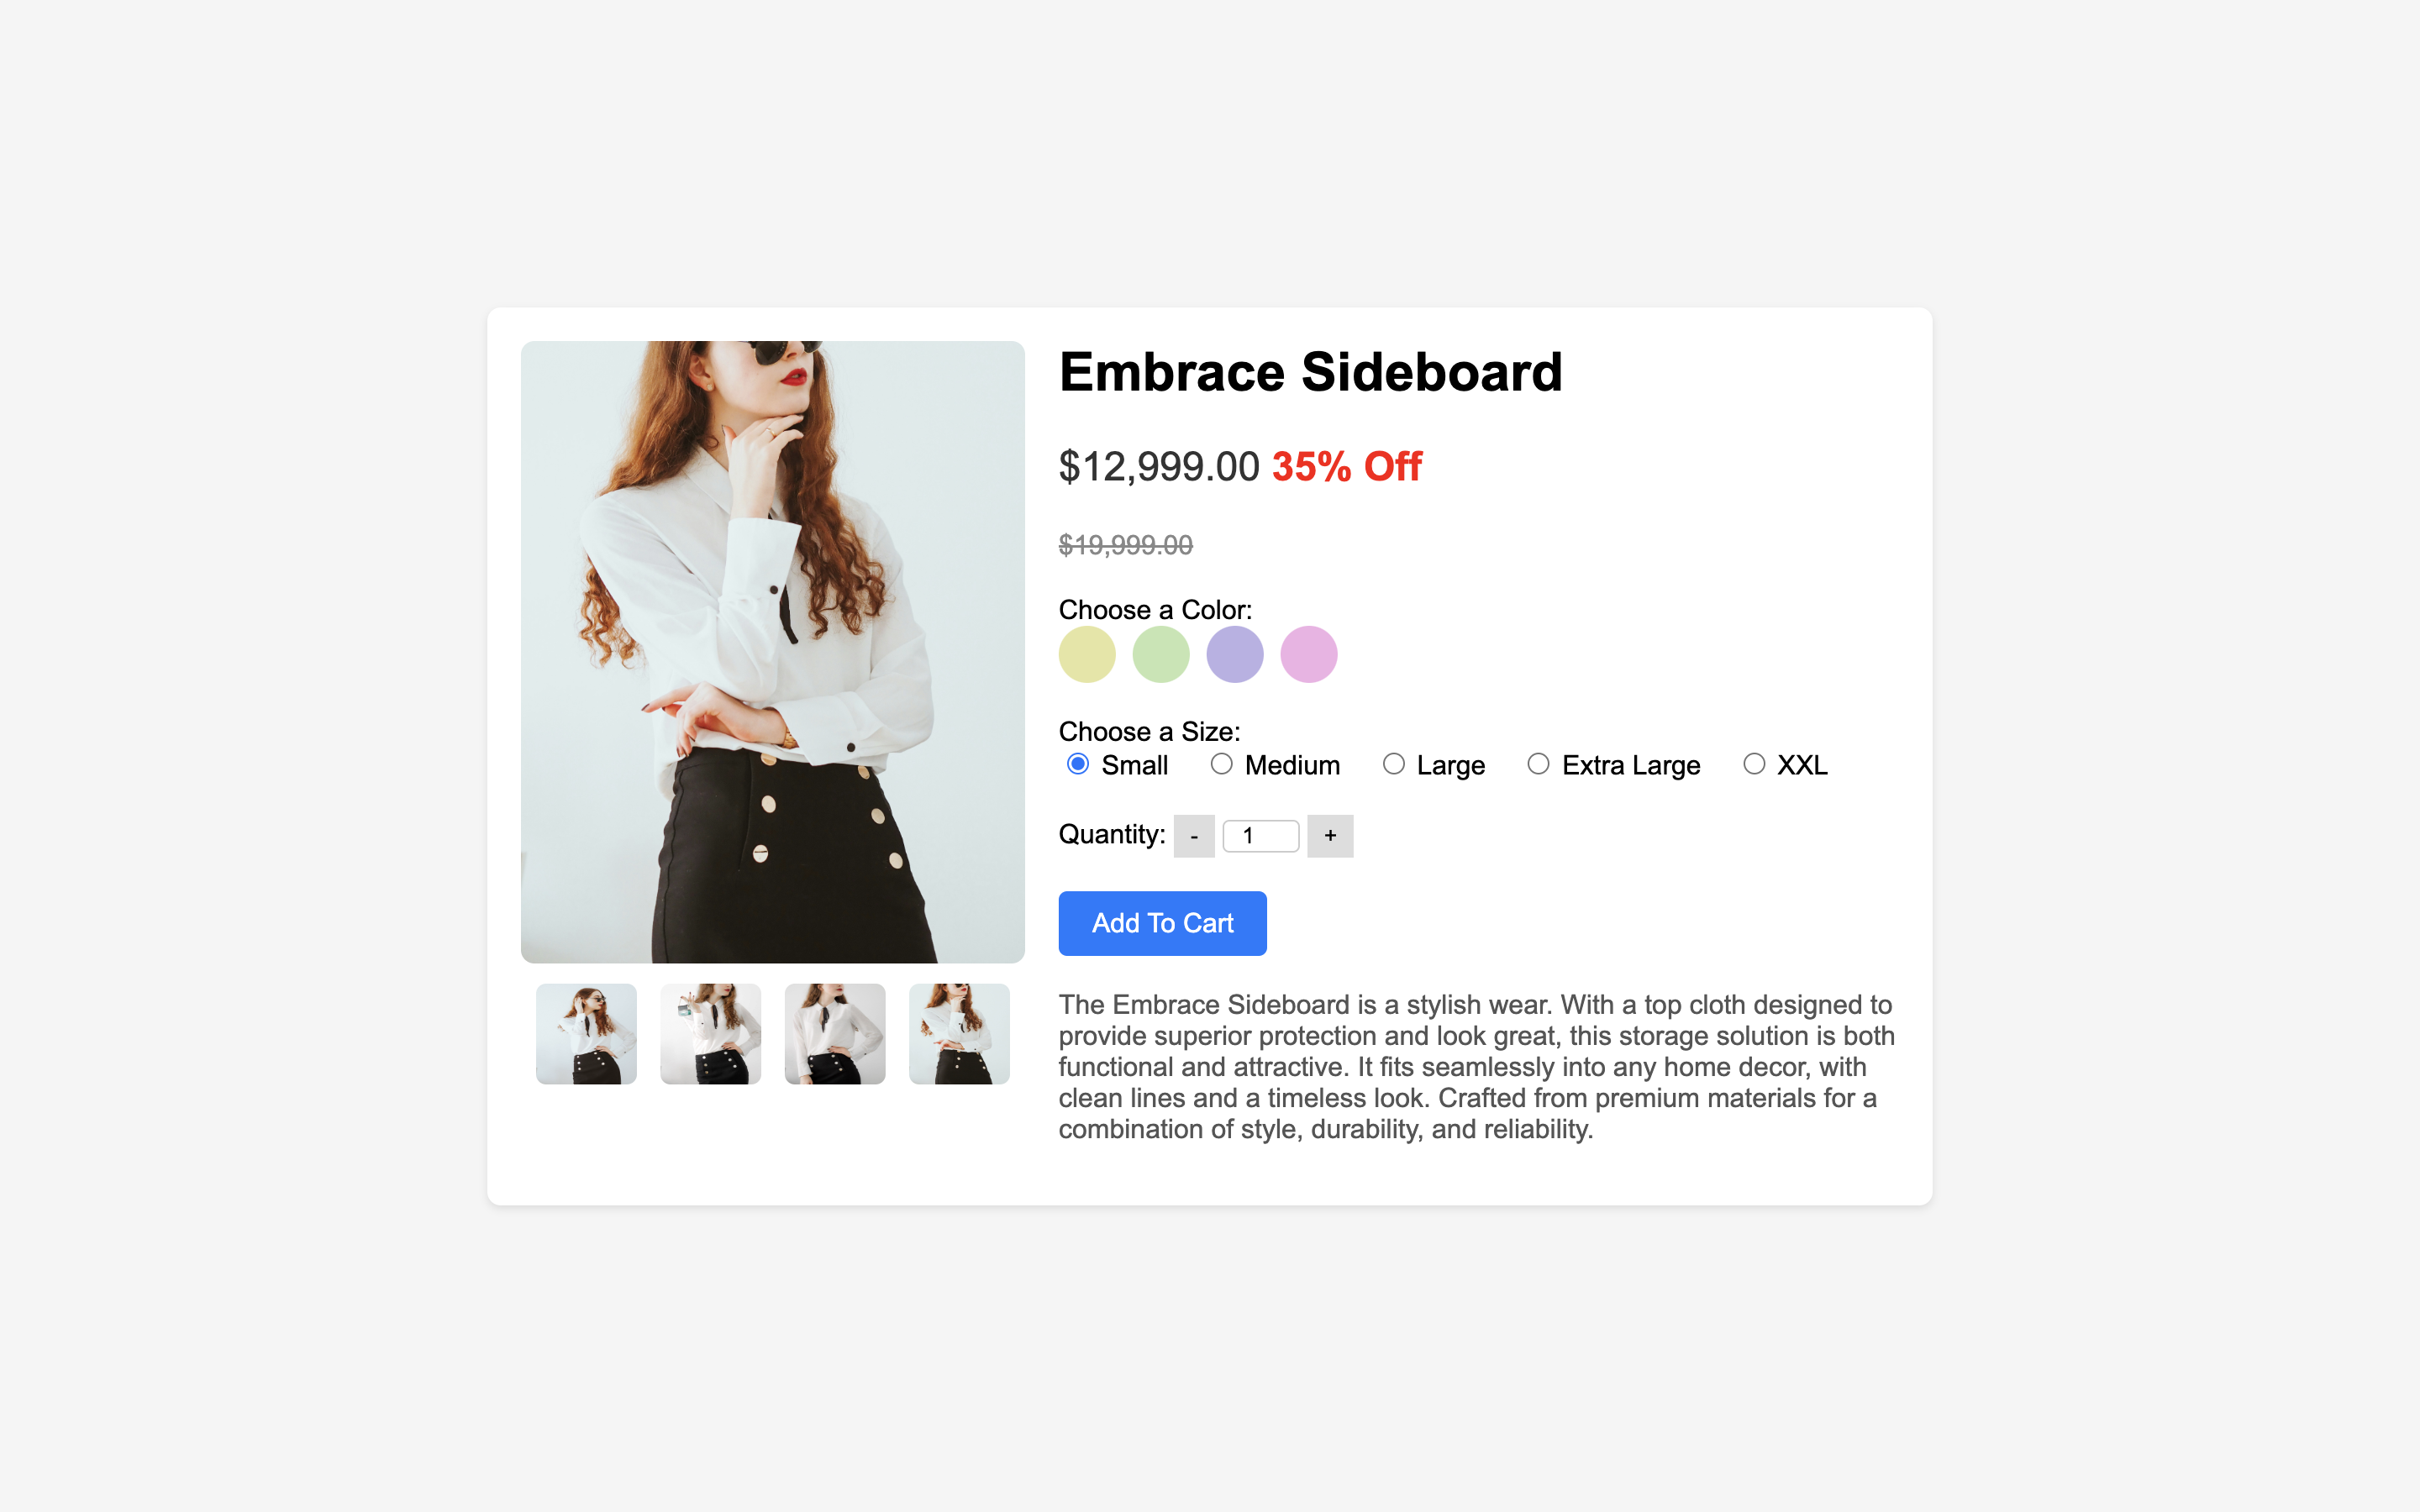 Embrace Sideboard
$12,999.00 35% Off
$19,999.00
Choose a Color:
Choose a Size:
Small Medium Large Extra Large XXL
Quantity: - 1 +
Add To Cart
The Embrace Sideboard is a stylish wear. With a top cloth designed to
provide superior protection and look great, this storage solution is both
functional and attractive. It fits seamlessly into any home decor, with
clean lines and a timeless look. Crafted from premium materials for a
combination of style, durability, and reliability.